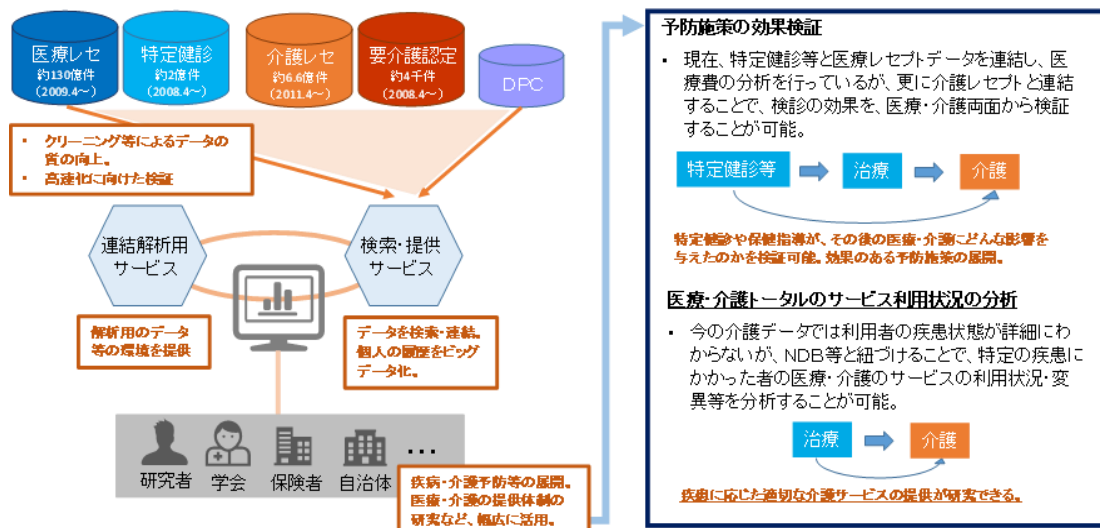 医療レセ
約130億件
（2009.4～）
特定健診
約2億件
（2008.4～）
介護レセ
約6.6億件
（2011.4～）
要介護認定
約4千件
（2008.4～）
DPC
・ クリーニング等によるデータの
質の向上。
・ 高速化に向けた検証
連結解析用
サービス
検索・提供
サービス
解析用のデータ
等の環境を提供
データを検索・連結。
個人の履歴をビッグ
データ化。
研究者
学会
保険者
自治体
…
疾病・介護予防等の展開。
医療・介護の提供体制の
研究など、幅広に活用。
予防施策の効果検証
・ 現在、特定健診等と医療レセプトデータを連結し、医
療費の分析を行っているが、更に介護レセプトと連結
することで、検診の効果を、医療・介護両面から検証
することが可能。
特定健診等
治療
介護
特定健診や保健指導が、その後の医療・介護にどんな影響を
与えたのかを検証可能。効果のある予防施策の展開。
医療・介護トータルのサービス利用状況の分析
・ 今の介護データでは利用者の疾患状態が詳細にわ
からないが、NDB等と紐づけることで、特定の疾患に
かかった者の医療・介護のサービスの利用状況・変
異等を分析することが可能。
治療
介護
疾患に応じた適切な介護サービスの提供が研究できる。